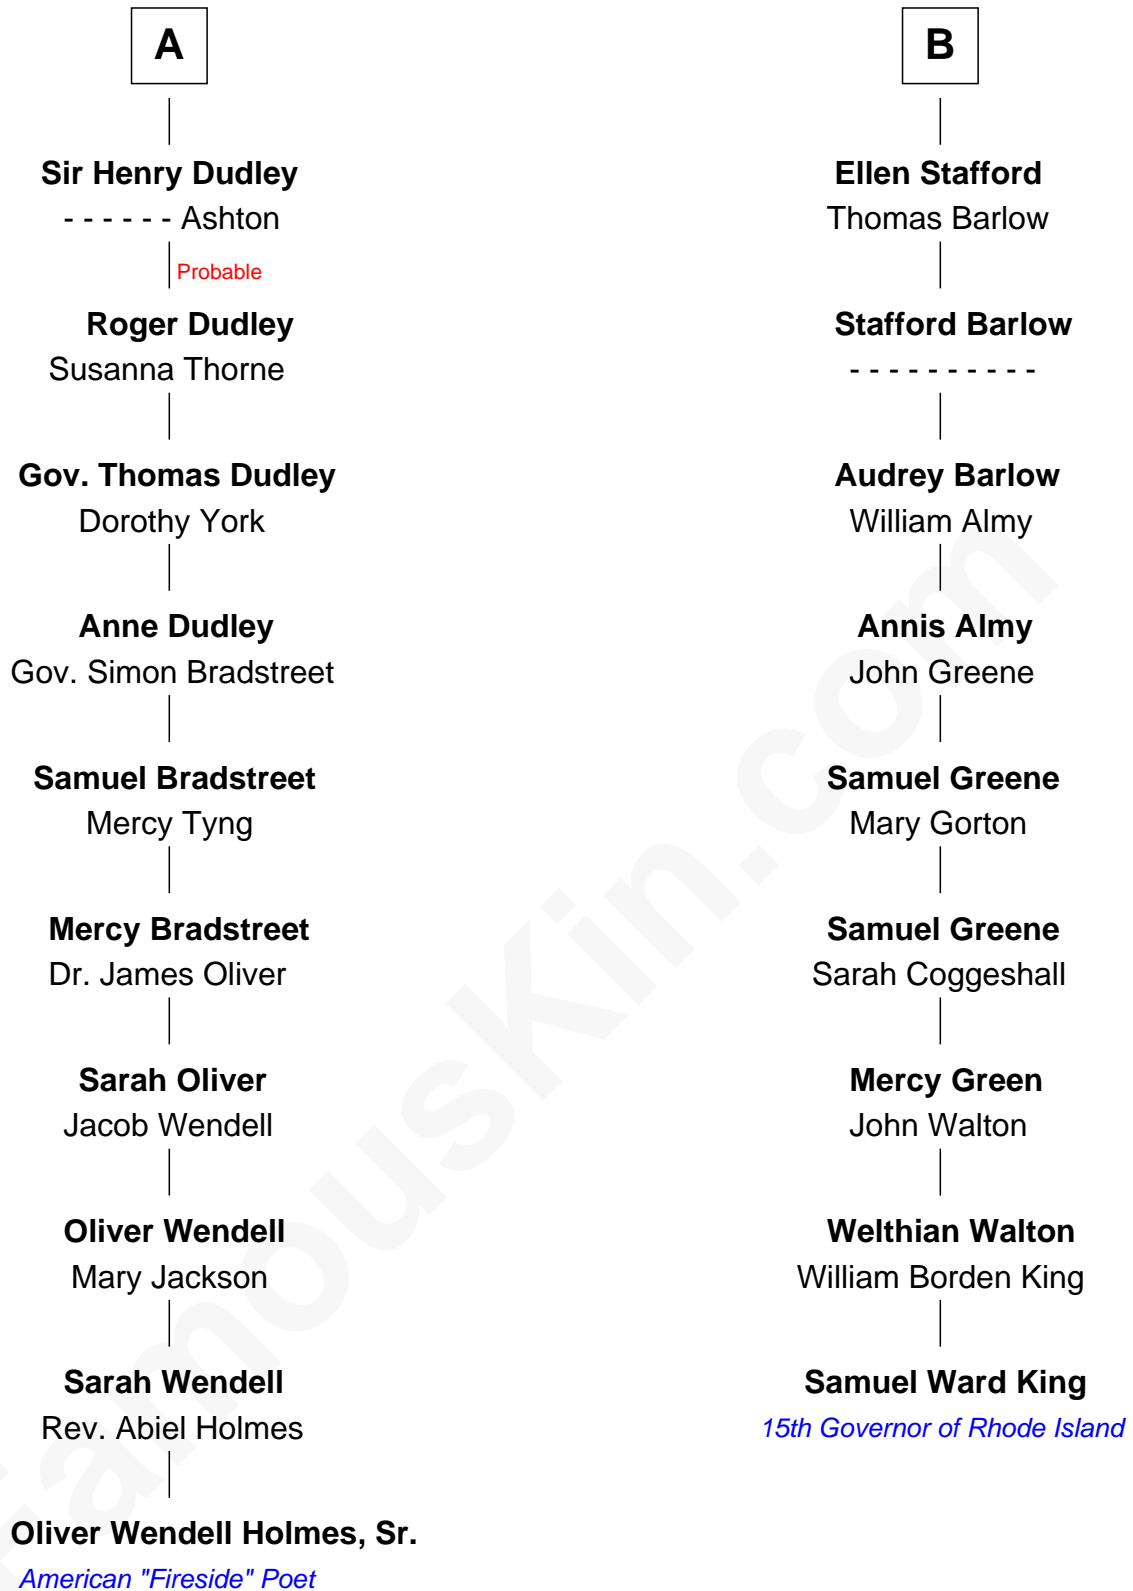 A
Sir Henry Dudley
- - - - - - Ashton
Probable
Roger Dudley
Susanna Thorne
Gov. Thomas Dudley
Dorothy York
Anne Dudley
Gov. Simon Bradstreet
Samuel Bradstreet
Mercy Tyng
Mercy Bradstreet
Dr. James Oliver
Sarah Oliver
Jacob Wendell
Oliver Wendell
Mary Jackson
Sarah Wendell
Rev. Abiel Holmes
Oliver Wendell Holmes, Sr.
American "Fireside" Poet
B
Ellen Stafford
Thomas Barlow
Stafford Barlow
- - - - - - - - - -
Audrey Barlow
William Almy
Annis Almy
John Greene
Samuel Greene
Mary Gorton
Samuel Greene
Sarah Coggeshall
Mercy Green
John Walton
Welthian Walton
William Borden King
Samuel Ward King
15th Governor of Rhode Island
FamousKin.com